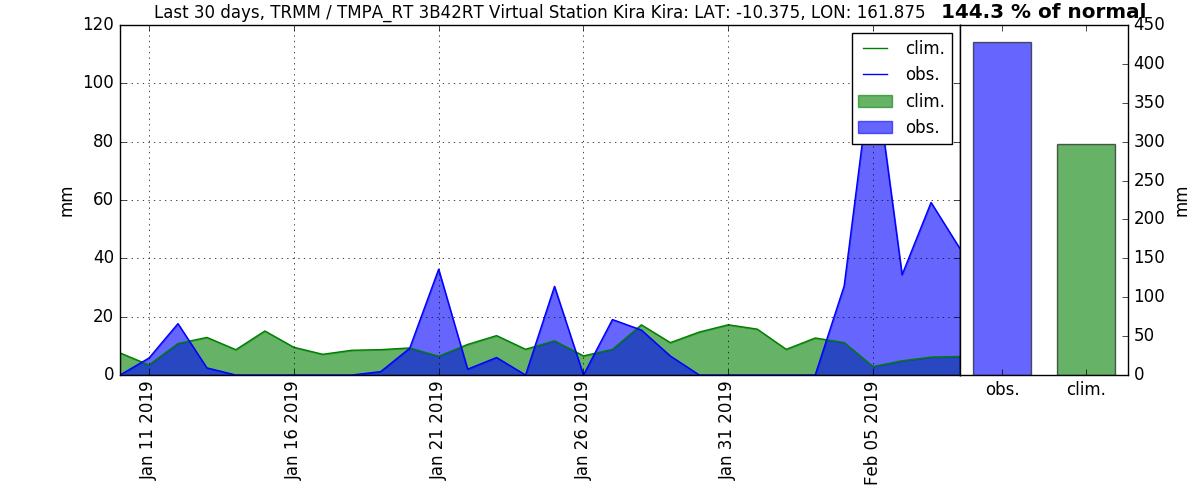 Last 30 days, TRMM / TMPA_RT 3B42RT Virtual Station Kira Kira: LAT: -10.375, LON: 161.875 144.3 % of normal
120
100
80
60
40
20
0
mm
clim.
obs.
clim.
obs.
Jan 11 2019
Jan 16 2019
Jan 21 2019
Jan 26 2019
Jan 31 2019
Feb 05 2019
450
400
350
300
250
200
150
100
50
0
mm
obs. clim.